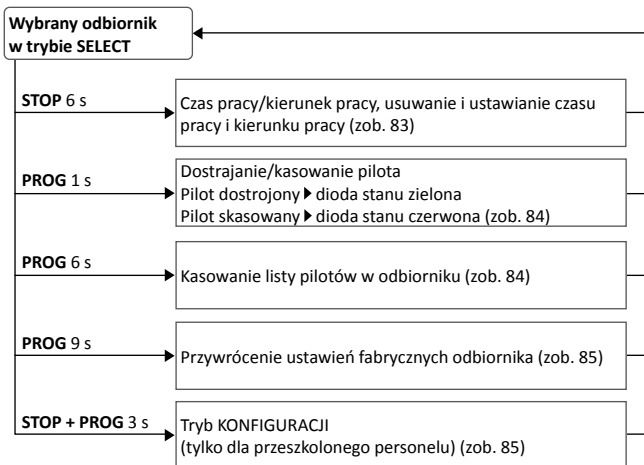 Wybrany odbiornik
w trybie SELECT
STOP 6 s
Czas pracy/kierunek pracy, usuwanie i ustawianie czasu
pracy i kierunku pracy (zob. 83)
PROG 1 s
Dostrajanie/kasowanie pilota
Pilot dostrojony ▶ dioda stanu zielona
Pilot skasowany ▶ dioda stanu czerwona (zob. 84)
PROG 6 s
Kasowanie listy pilotów w odbiorniku (zob. 84)
PROG 9 s
Przywrócenie ustawień fabrycznych odbiornika (zob. 85)
STOP + PROG 3 s
Tryb KONFIGURACJI
(tylko dla przeszkolonego personelu) (zob. 85)